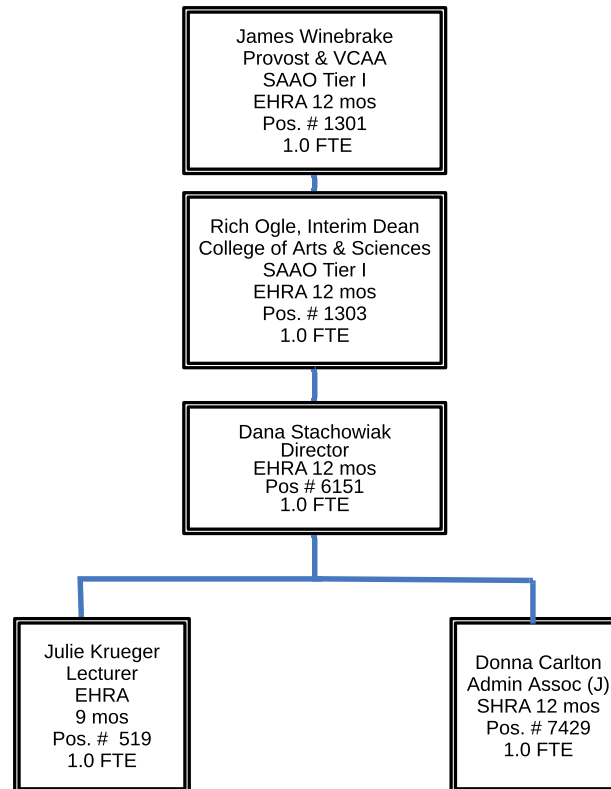 James Winebrake
Provost & VCAA
SAAO Tier I
EHRA 12 mos
Pos. # 1301
1.0 FTE
Rich Ogle, Interim Dean
College of Arts & Sciences
SAAO Tier I
EHRA 12 mos
Pos. # 1303
1.0 FTE
Dana Stachowiak
Director
EHRA 12 mos
Pos # 6151
1.0 FTE
Julie Krueger
Lecturer
EHRA
9 mos
Pos. # 519
1.0 FTE
Donna Carlton
Admin Assoc (J)
SHRA 12 mos
Pos. # 7429
1.0 FTE